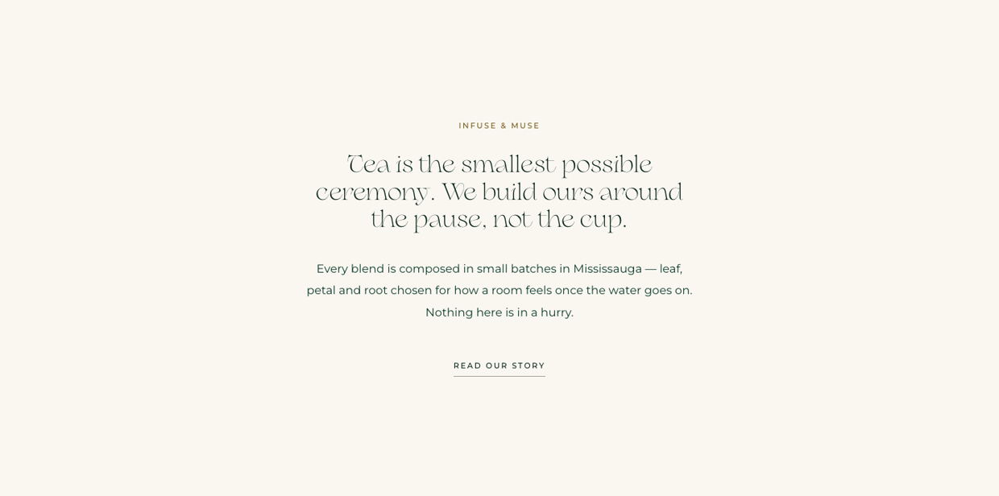 INFUSE & MUSE
Tea is the smallest possible
ceremony. We build ours around
the pause, not the cup.
Every blend is composed in small batches in Mississauga — leaf,
petal and root chosen for how a room feels once the water goes on.
Nothing here is in a hurry.
READ OUR STORY